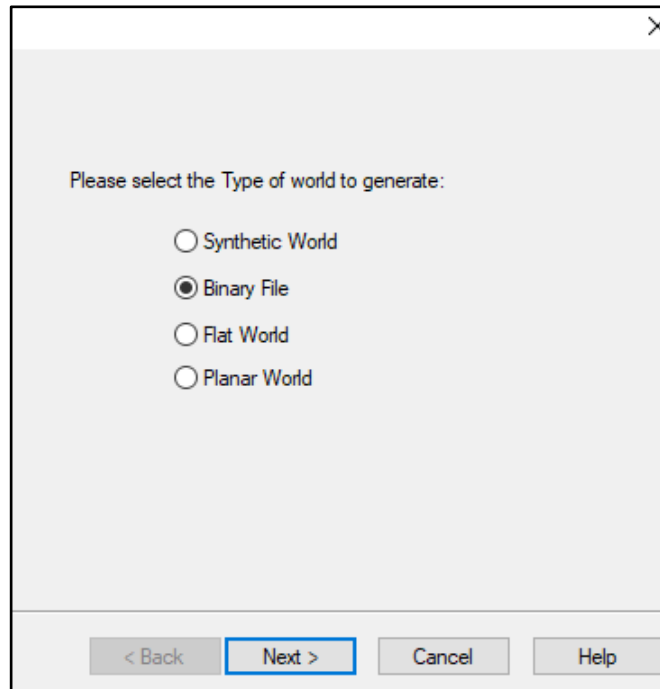 Please select the Type of world to generate:
Synthetic World
Binary File
Flat World
Planar World
< Back Next > Cancel Help